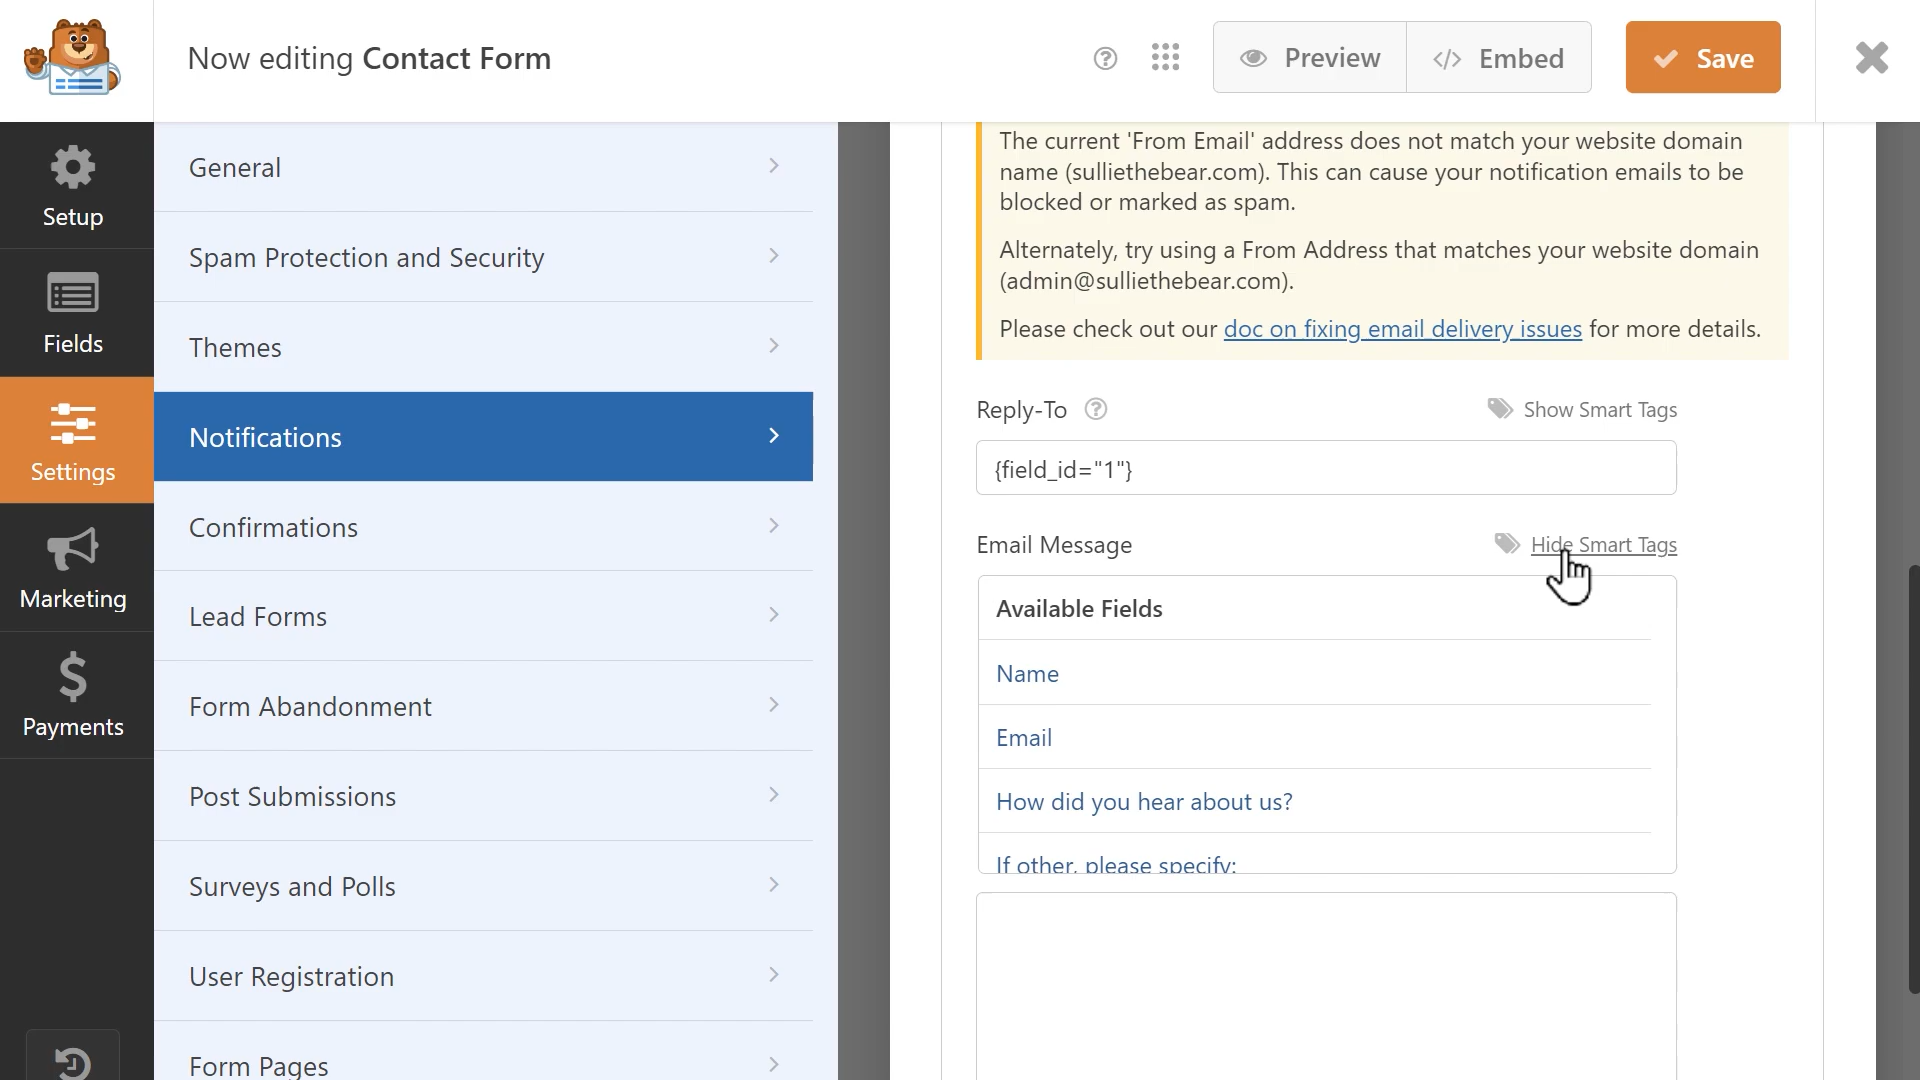 Now editing Contact Form
Preview
Embed
Save
Setup
Fields
Settings
Marketing
Payments
General
Spam Protection and Security
Themes
Notifications
Confirmations
Lead Forms
Form Abandonment
Post Submissions
Surveys and Polls
User Registration
Form Pages
The current 'From Email' address does not match your website domain
name (sulliethebear.com). This can cause your notification emails to be
blocked or marked as spam.
Alternately, try using a From Address that matches your website domain
(admin@sulliethebear.com).
Please check out our doc on fixing email delivery issues for more details.
Reply-To
Show Smart Tags
{field_id="1"}
Email Message
Hide Smart Tags
Available Fields
Name
Email
How did you hear about us?
If other, please specify: